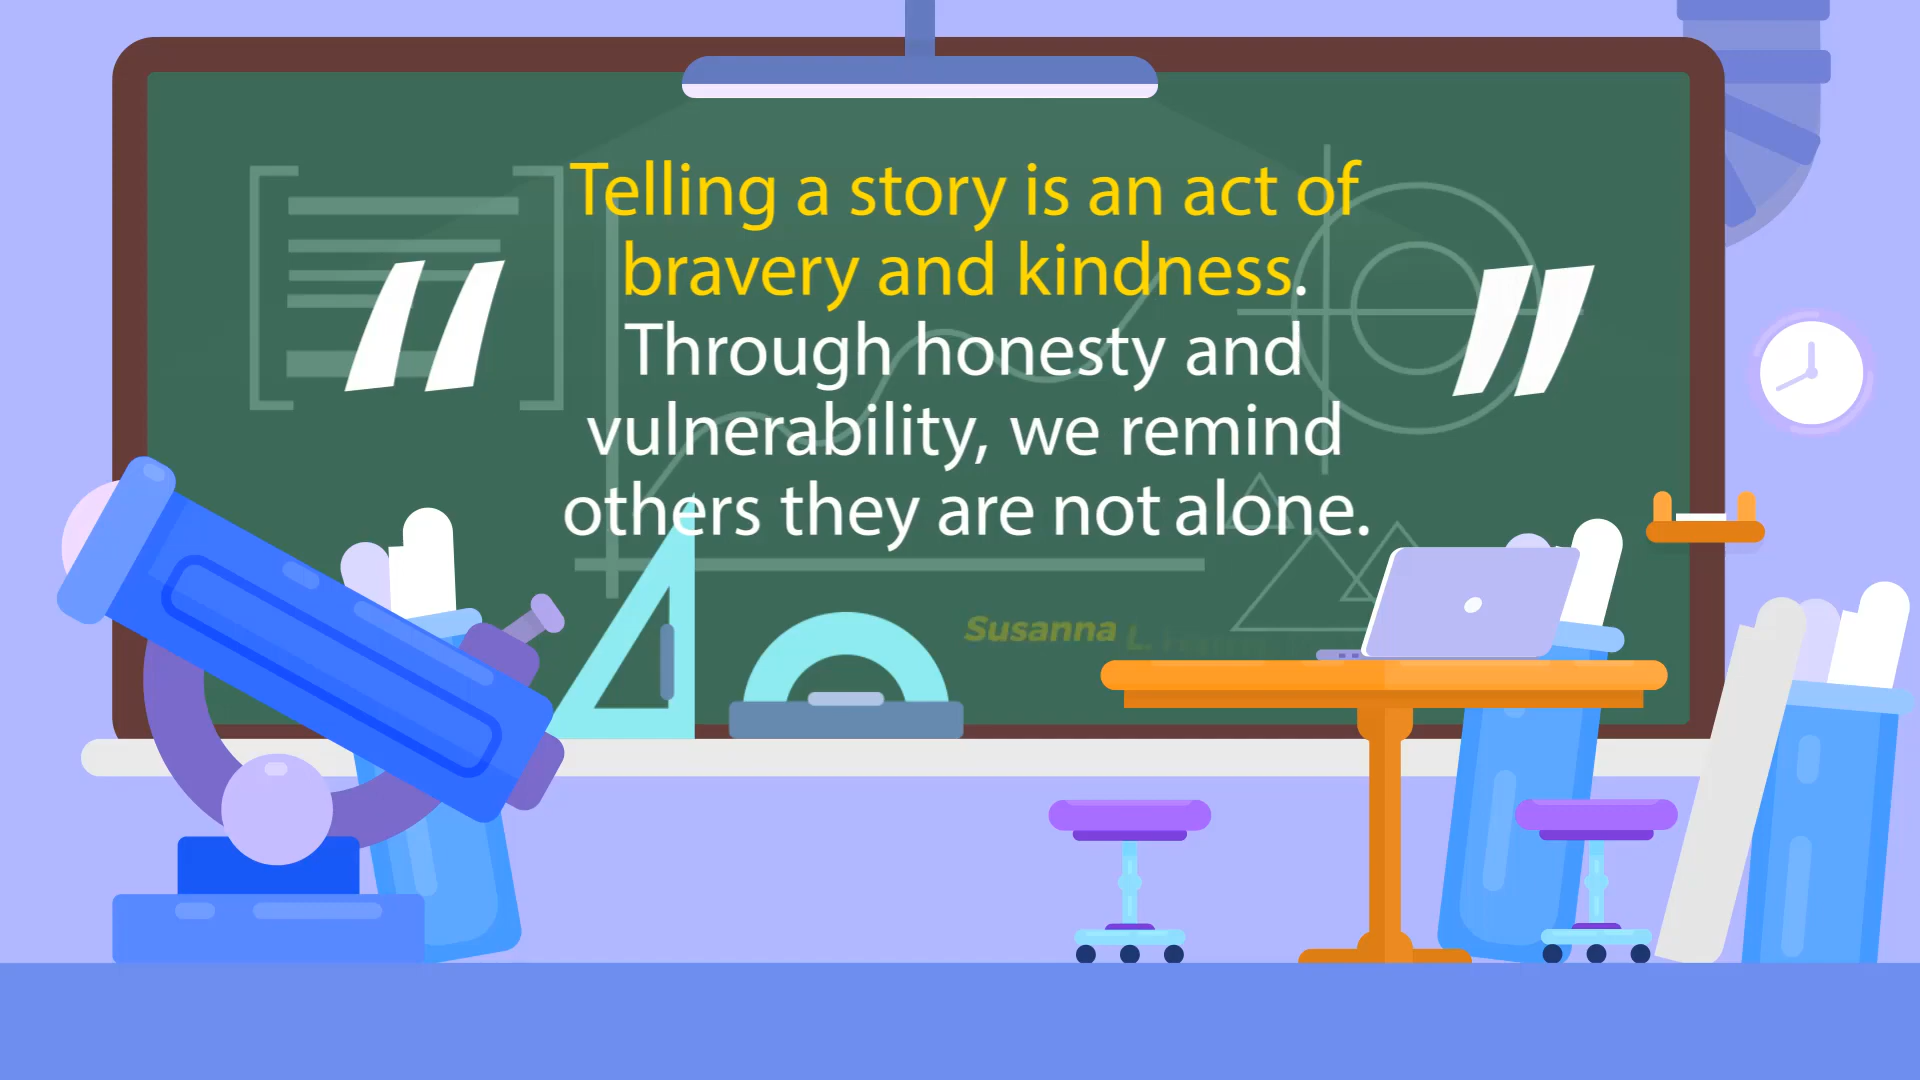 Telling a story is an act of
bravery and kindness.
Through honesty and
vulnerability, we remind
others they are not alone.
Susanna L.